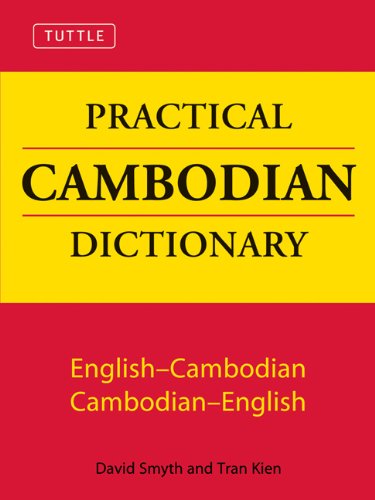 TUTTLE
PRACTICAL
CAMBODIAN
DICTIONARY
English–Cambodian
Cambodian–English
David Smyth and Tran Kien